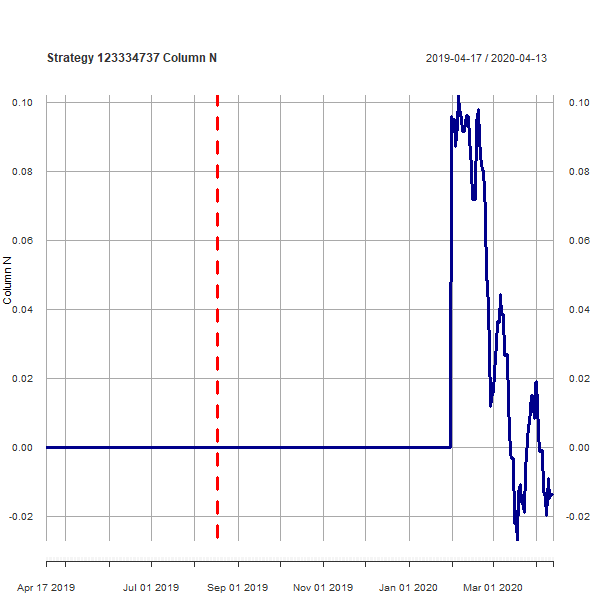 Strategy 123334737 Column N
2019-04-17 / 2020-04-13
0.10
0.10
0.08
0.08
0.06
0.06
Column N
0.04
0.04
0.02
0.02
0.00
0.00
-0.02
-0.02
Apr 17 2019
Jul 01 2019
Sep 01 2019
Nov 01 2019
Jan 01 2020
Mar 01 2020